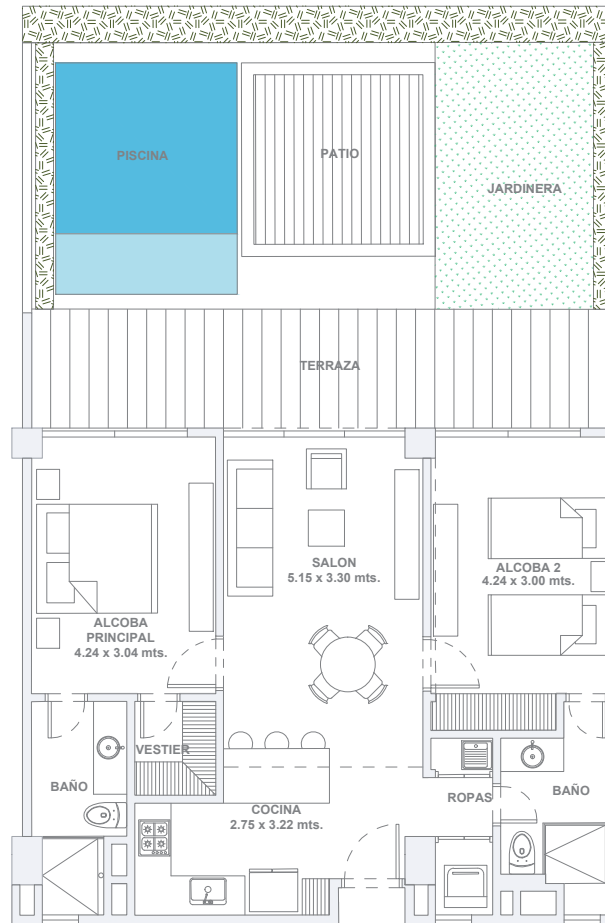 PISCINA
PATIO
JARDINERA
TERRAZA
SALON
5.15 x 3.30 mts.
ALCOBA 2
4.24 x 3.00 mts.
ALCOBA
PRINCIPAL
4.24 x 3.04 mts.
VESTIER
BAÑO
ROPAS
BAÑO
COCINA
2.75 x 3.22 mts.